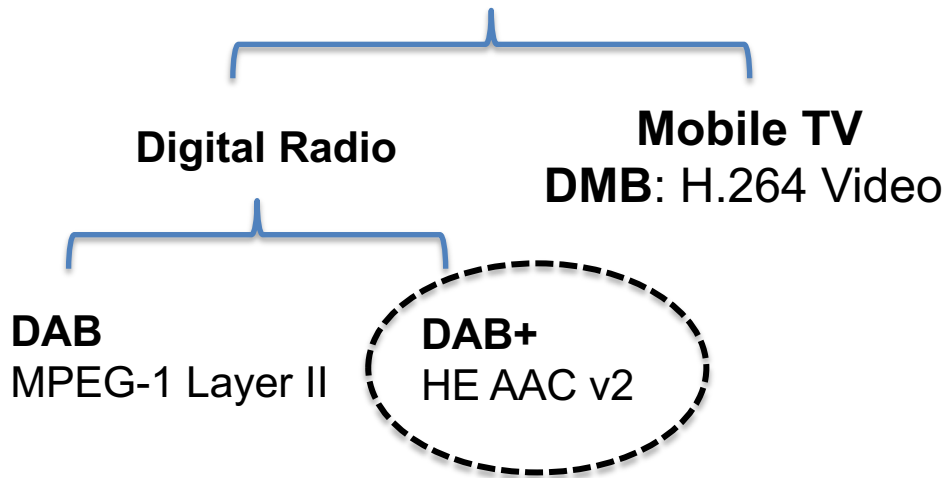 Digital Radio
Mobile TV
DMB: H.264 Video
DAB
MPEG-1 Layer II
DAB+
HE AAC v2